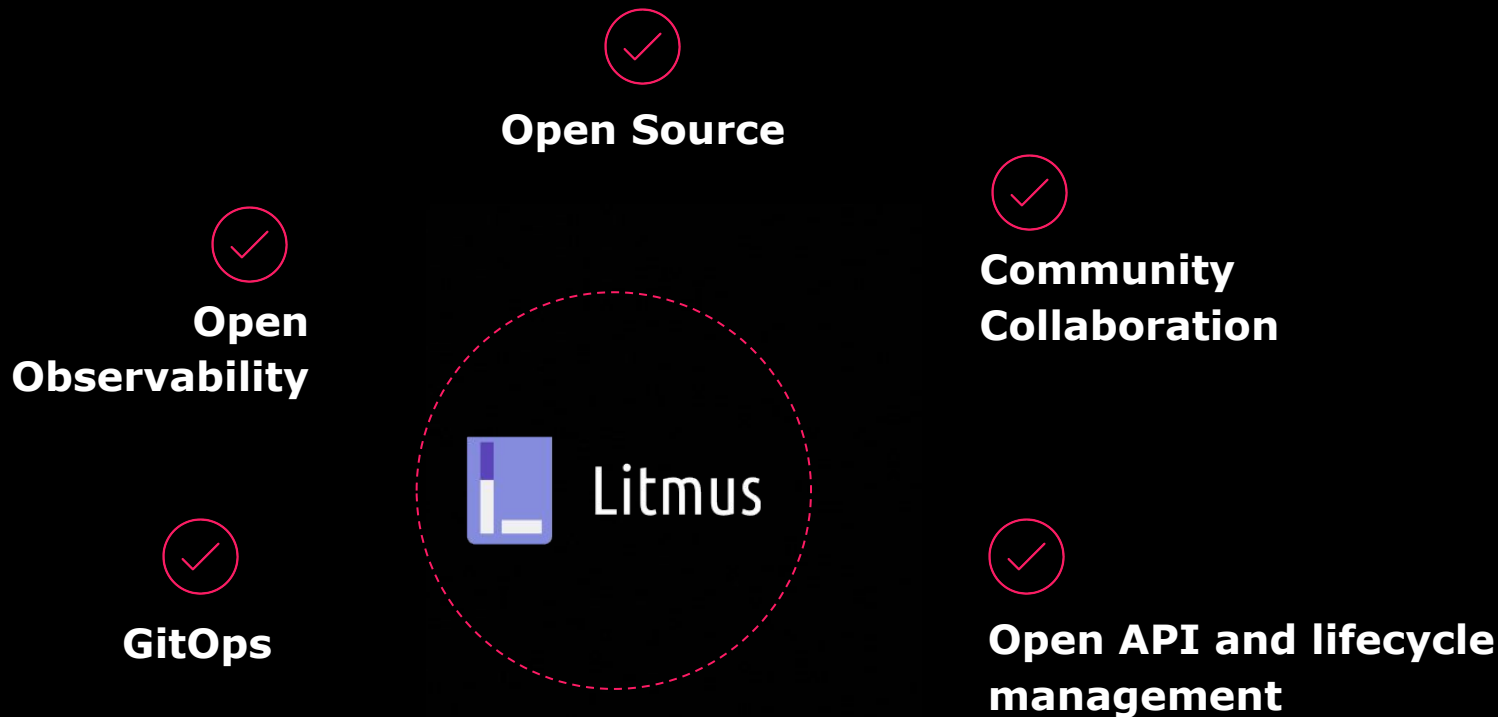 Open Source
Community
Collaboration
Open
Observability
Litmus
GitOps
Open API and lifecycle
management